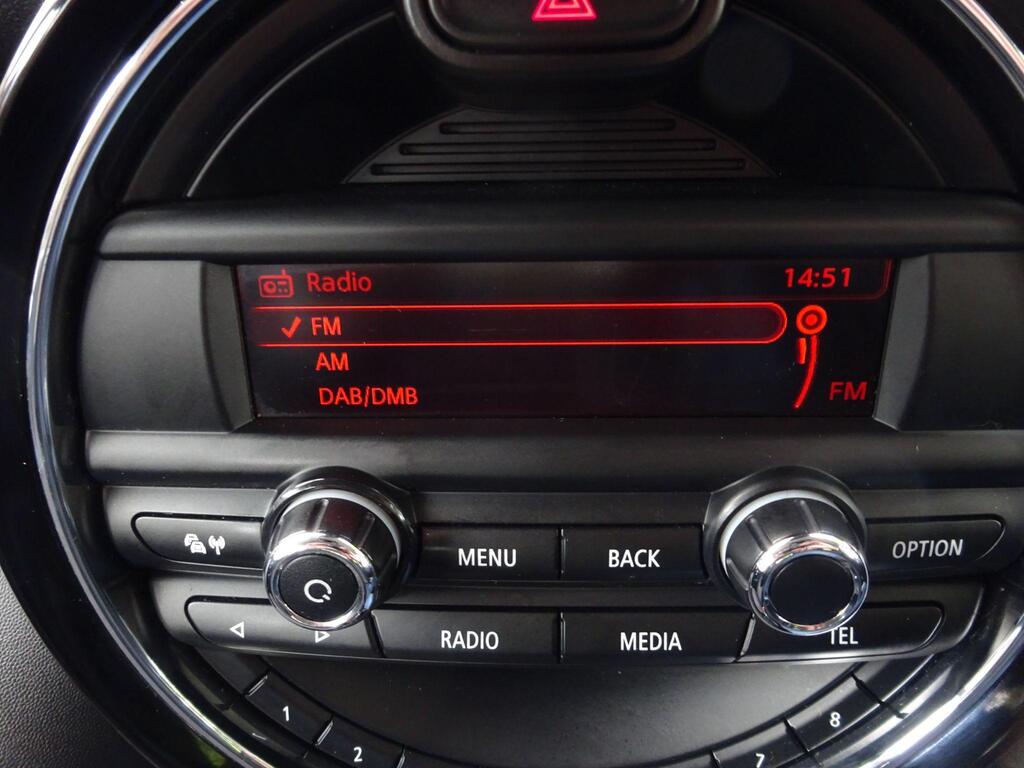 Radio 14:51
FM
AM
DAB/DMB FM
MENU BACK OPTION
RADIO MEDIA TEL
1 8
2 7